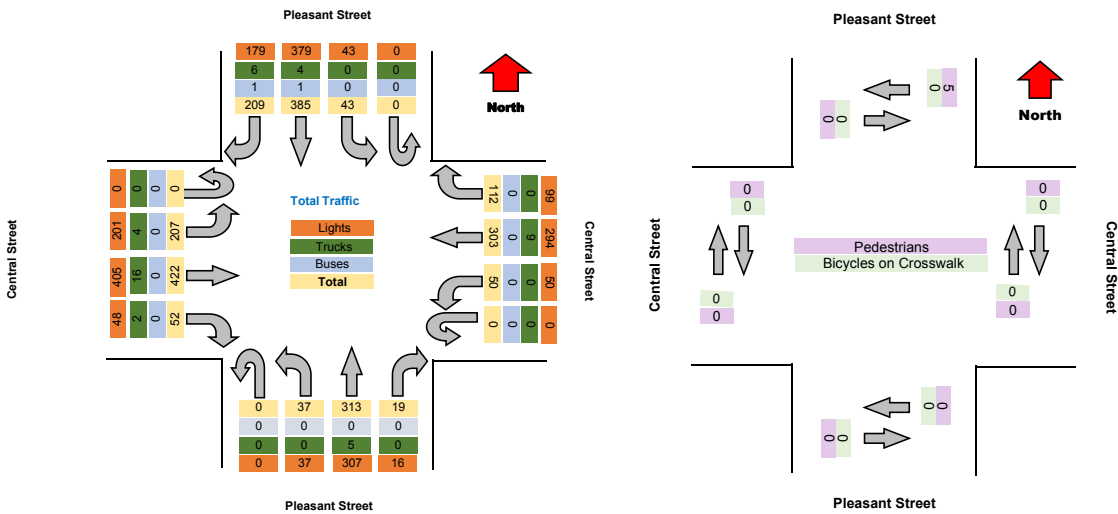 Pleasant Street
179 379 43 0
6 4 0 0
1 1 0 0
209 385 43 0
North
Central Street
0 0 0 0
201 4 0 207
405 16 0 422
48 2 0 52
Total Traffic
Lights
Trucks
Buses
Total
112 0 0 99
303 0 9 294
50 0 0 50
0 0 0 0
Central Street
0 37 313 19
0 0 0 0
0 0 5 0
0 37 307 16
Pleasant Street
Pleasant Street
5
0
0 0
North
Central Street
0
0
0
0
Pedestrians
Bicycles on Crosswalk
0
0
0
0
Central Street
0 0
0 0
Pleasant Street